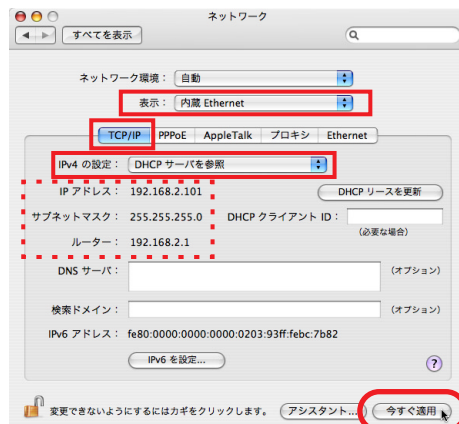 ネットワーク
すべてを表示
ネットワーク環境： 自動
表示： 内蔵 Ethernet
TCP/IP PPPoE AppleTalk プロキシ Ethernet
IPv4 の設定： DHCP サーバを参照
IP アドレス： 192.168.2.101 DHCP リースを更新
サブネットマスク： 255.255.255.0 DHCP クライアント ID：
（必要な場合）
ルーター： 192.168.2.1
DNS サーバ： （オプション）
検索ドメイン： （オプション）
IPv6 アドレス： fe80:0000:0000:0000:0203:93ff:febc:7b82
IPv6 を設定... ?
変更できないようにするにはカギをクリックします。 アシスタント... 今すぐ適用